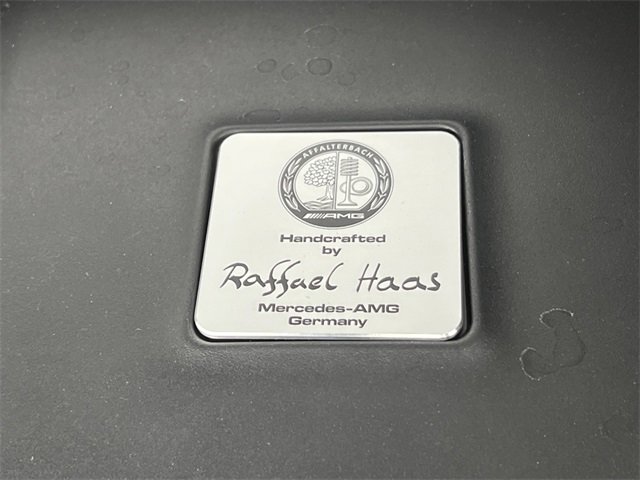 AFFALTERBACH
AMG
Handcrafted
by
Raffael Haas
Mercedes-AMG
Germany